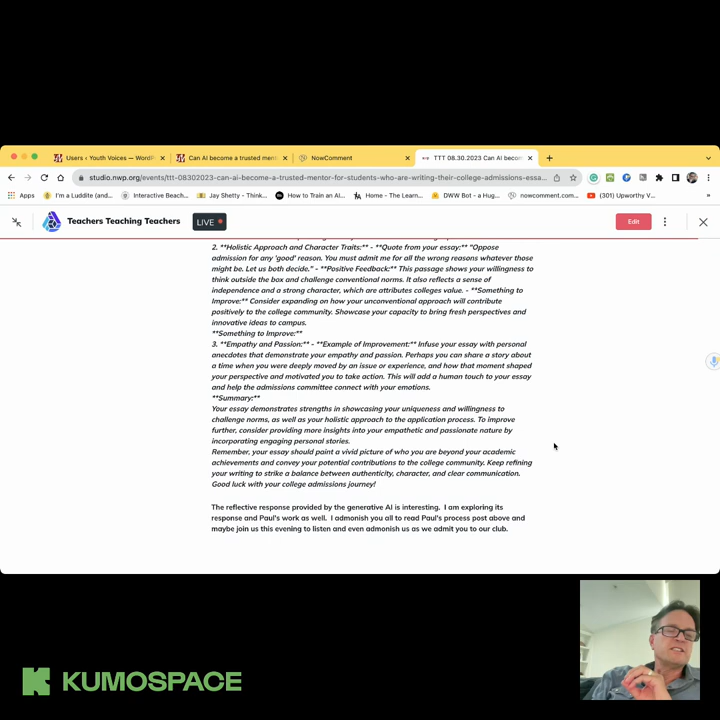 Users ‹ Youth Voices — WordP
Can AI become a trusted ment
NowComment
TTT 08.30.2023 Can AI becom
studio.nwp.org/events/ttt-08302023-can-ai-become-a-trusted-mentor-for-students-who-are-writing-their-college-admissions-essa...
Apps
I'm a Luddite (and...
Interactive Beach...
Jay Shetty - Think...
How to Train an AI...
Home - The Learn...
DWW Bot - a Hug...
nowcomment.com...
(301) Upworthy V...
Teachers Teaching Teachers
LIVE
Edit
2. **Holistic Approach and Character Traits:** - **Quote from your essay:** "Oppose
admission for any 'good' reason. You must admit me for all the wrong reasons whatever those
might be. Let us both decide." - **Positive Feedback:** This passage shows your willingness to
think outside the box and challenge conventional norms. It also reflects a sense of
independence and a strong character, which are attributes colleges value. - **Something to
Improve:** Consider expanding on how your unconventional approach will contribute
positively to the college community. Showcase your capacity to bring fresh perspectives and
innovative ideas to campus.
**Something to Improve:**
3. **Empathy and Passion:** - **Example of Improvement:** Infuse your essay with personal
anecdotes that demonstrate your empathy and passion. Perhaps you can share a story about
a time when you were deeply moved by an issue or experience, and how that moment shaped
your perspective and motivated you to take action. This will add a human touch to your essay
and help the admissions committee connect with your emotions.
**Summary:**
Your essay demonstrates strengths in showcasing your uniqueness and willingness to
challenge norms, as well as your holistic approach to the application process. To improve
further, consider providing more insights into your empathetic and passionate nature by
incorporating engaging personal stories.
Remember, your essay should paint a vivid picture of who you are beyond your academic
achievements and convey your potential contributions to the college community. Keep refining
your writing to strike a balance between authenticity, character, and clear communication.
Good luck with your college admissions journey!
The reflective response provided by the generative AI is interesting. I am exploring its
response and Paul's work as well. I admonish you all to read Paul's process post above and
maybe join us this evening to listen and even admonish us as we admit you to our club.
KUMOSPACE